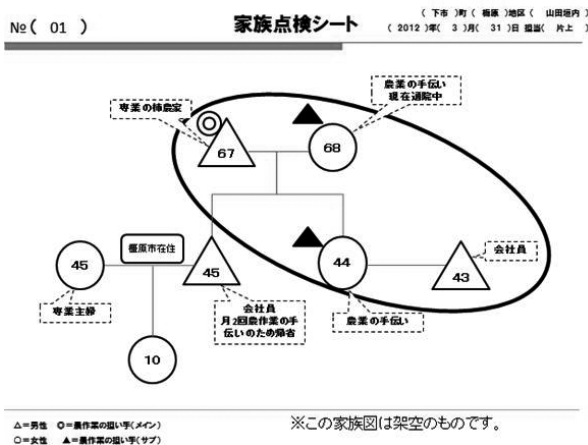 №( 01 )
家族点検シート
( 下市 )町( 栃原 )地区( 山田垣内 )
( 2012 )年( 3 )月( 31 )日 担当( 片上 )
専業の柿農家
農業の手伝い
現在通院中
67
68
橿原市在住
45
45
44
43
会社員
専業主婦
会社員
月2回農作業の手
伝いのため帰省
農業の手伝い
10
△=男性 ◎=農作業の担い手(メイン)
○=女性 ▲=農作業の担い手(サブ)
※この家族図は架空のものです。